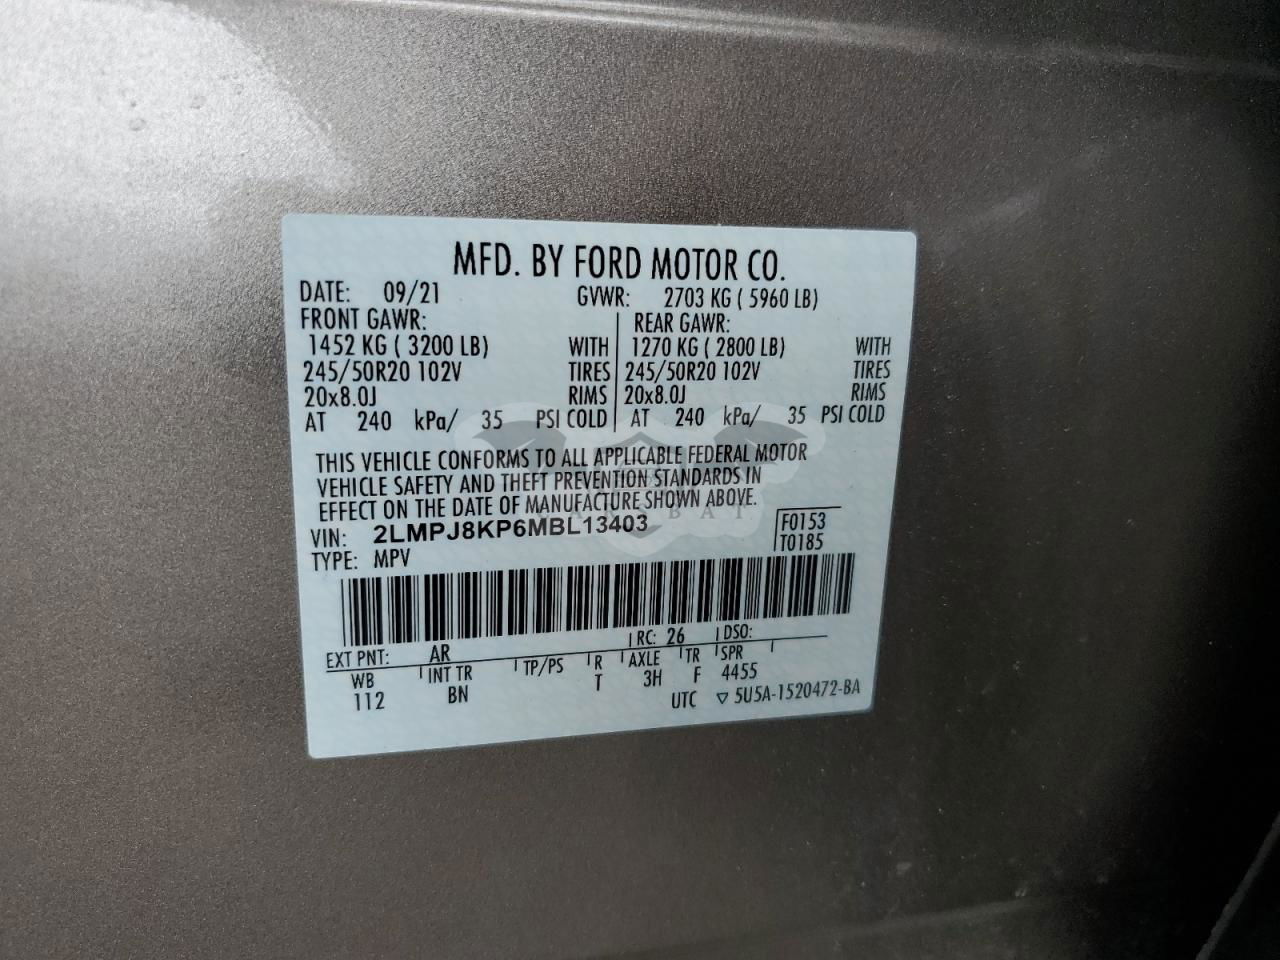 MFD. BY FORD MOTOR CO.
DATE: 09/21 GVWR: 2703 KG ( 5960 LB)
FRONT GAWR: REAR GAWR:
1452 KG ( 3200 LB) WITH 1270 KG ( 2800 LB) WITH
245/50R20 102V TIRES 245/50R20 102V TIRES
20x8.0J RIMS 20x8.0J RIMS
AT 240 kPa/ 35 PSI COLD AT 240 kPa/ 35 PSI COLD
THIS VEHICLE CONFORMS TO ALL APPLICABLE FEDERAL MOTOR
VEHICLE SAFETY AND THEFT PREVENTION STANDARDS IN
EFFECT ON THE DATE OF MANUFACTURE SHOWN ABOVE.
VIN: 2LMPJ8KP6MBL13403 F0153
TYPE: MPV T0185
RC: 26 DSO:
EXT PNT: AR
WB INT TR TP/PS R AXLE TR SPR
112 BN T 3H F 4455
UTC ▽ 5U5A-1520472-BA